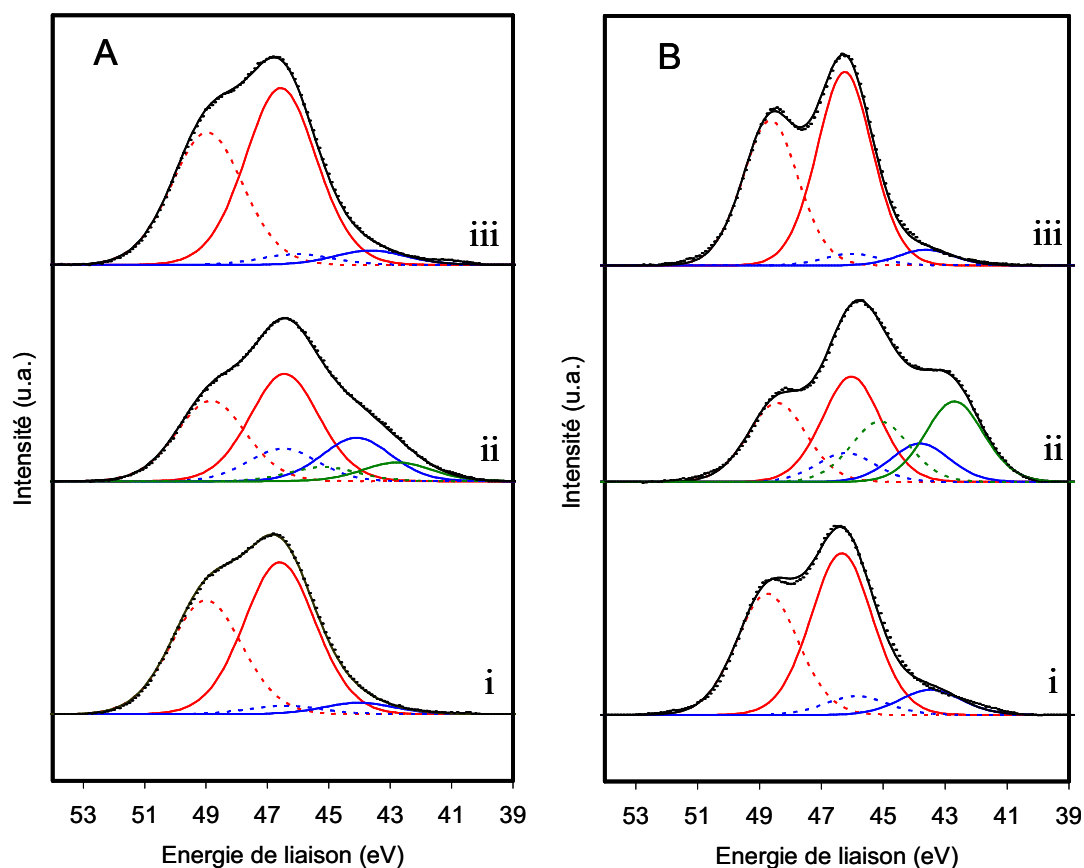 A
iii
ii
i
Intensité (u.a.)
53 51 49 47 45 43 41 39
Energie de liaison (eV)
B
iii
ii
i
Intensité (u.a.)
53 51 49 47 45 43 41 39
Energie de liaison (eV)